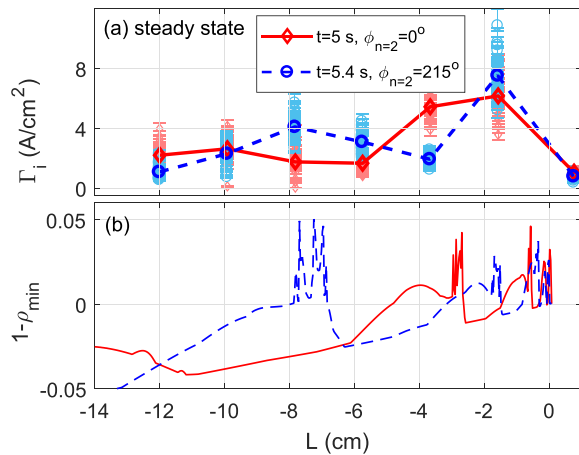 (a) steady state
t=5 s, ϕn=2=0°
t=5.4 s, ϕn=2=215°
Γi (A/cm²)
8
4
0
(b)
1-ρmin
0.05
0
-0.05
-14 -12 -10 -8 -6 -4 -2 0
L (cm)